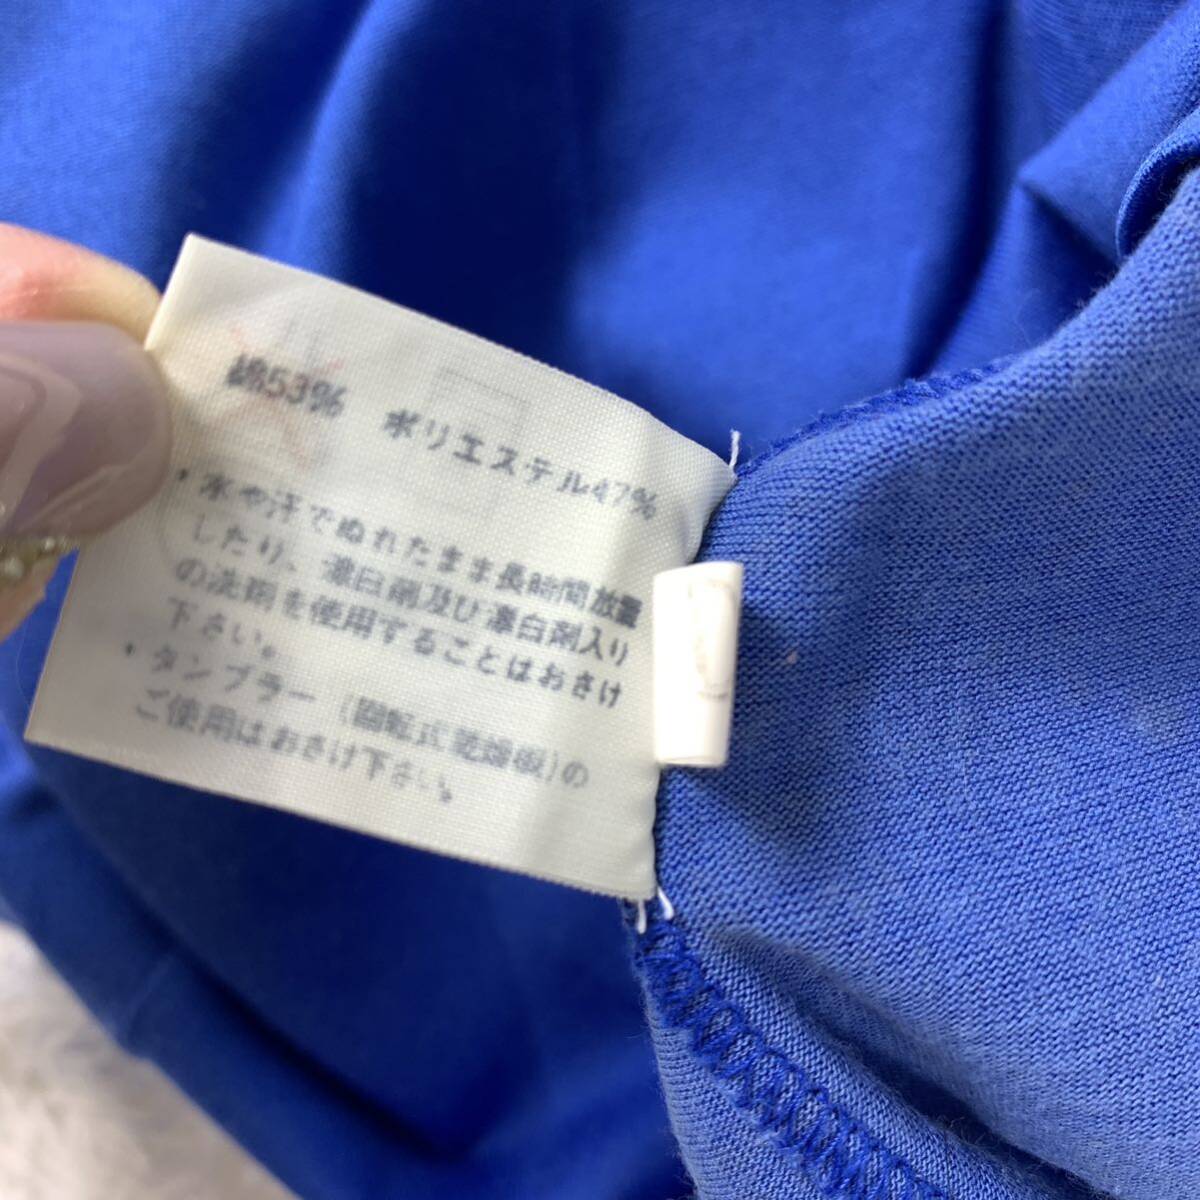 綿53% ポリエステル47%
・水や汗でぬれたまま長時間放置
したり、漂白剤及び漂白剤入り
の洗剤を使用することはおさけ
下さい。
・タンブラー(回転式乾燥機)の
ご使用はおさけ下さい。